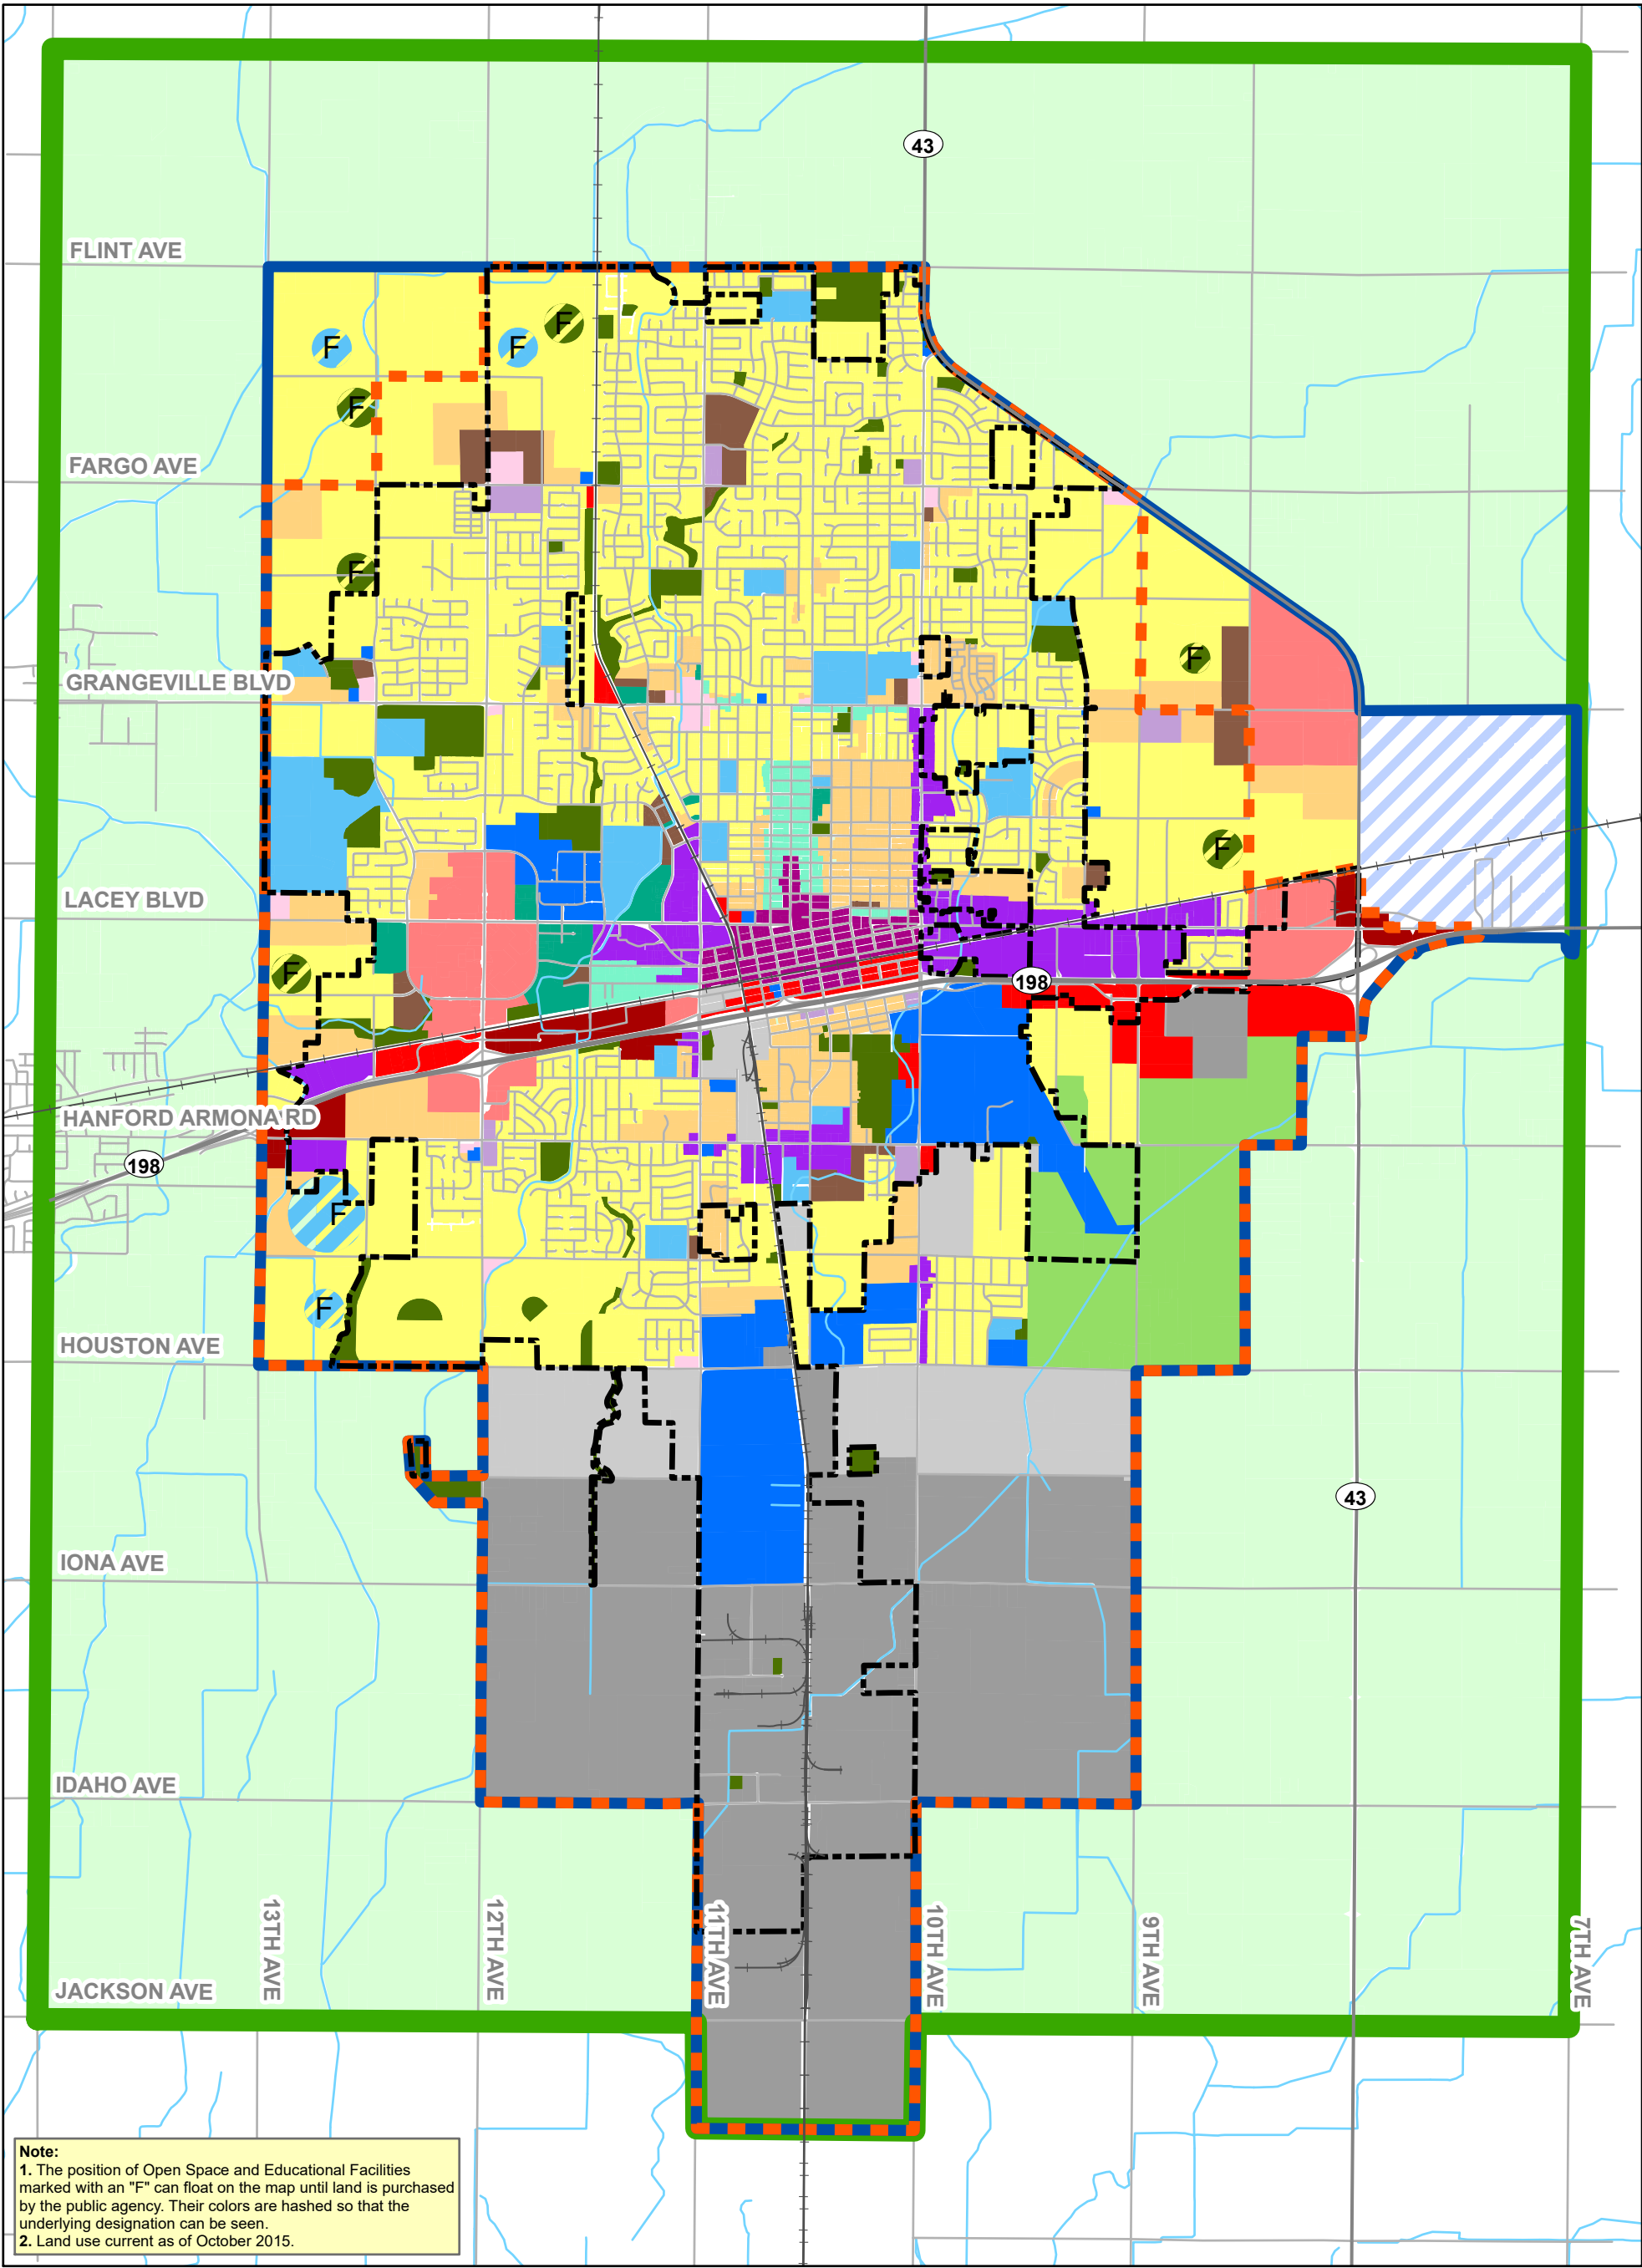 43
FLINT AVE
F
F
F
F
FARGO AVE
F
F
GRANGEVILLE BLVD
F
LACEY BLVD
F
198
HANFORD ARMONA RD
198
F
F
HOUSTON AVE
43
IONA AVE
IDAHO AVE
13TH AVE
12TH AVE
11TH AVE
10TH AVE
9TH AVE
7TH AVE
JACKSON AVE
Note:
1. The position of Open Space and Educational Facilities
marked with an "F" can float on the map until land is purchased
by the public agency. Their colors are hashed so that the
underlying designation can be seen.
2. Land use current as of October 2015.